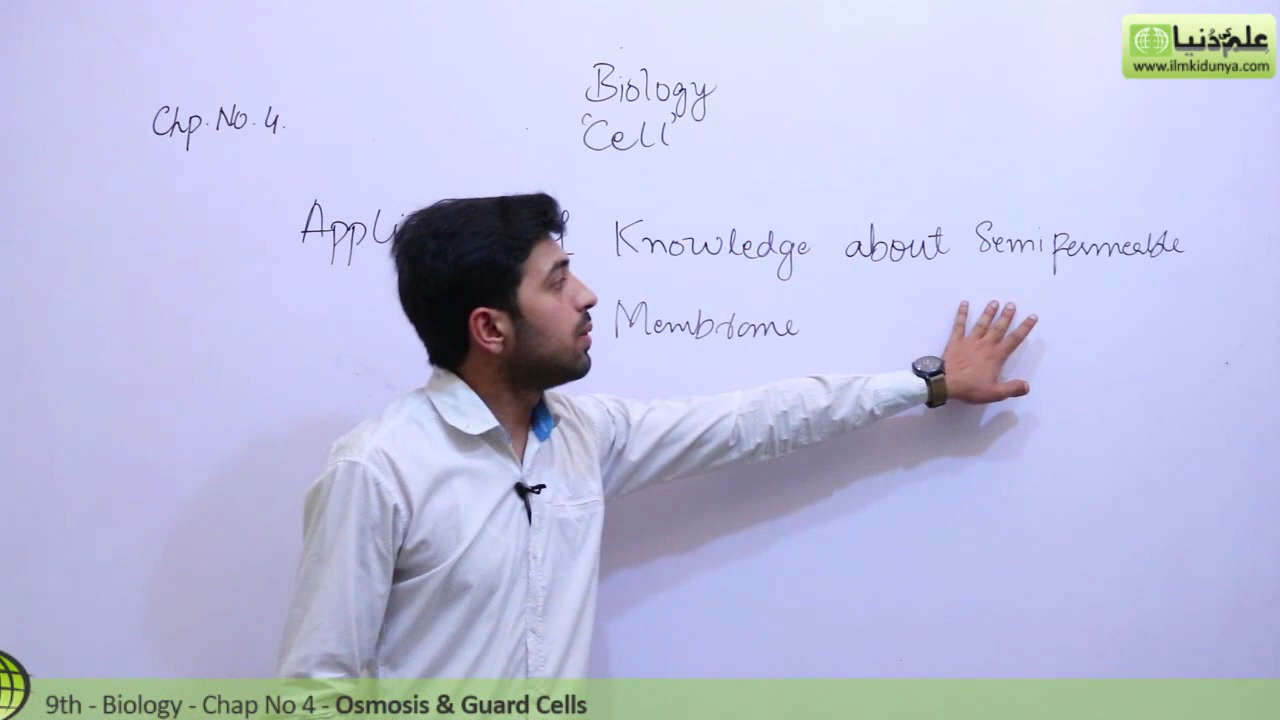 علم کی دنیا
www.ilmkidunya.com
Biology
Chp. No. 4.
'Cell'
Knowledge about Semipermeable
Membrane
9th - Biology - Chap No 4 - Osmosis & Guard Cells